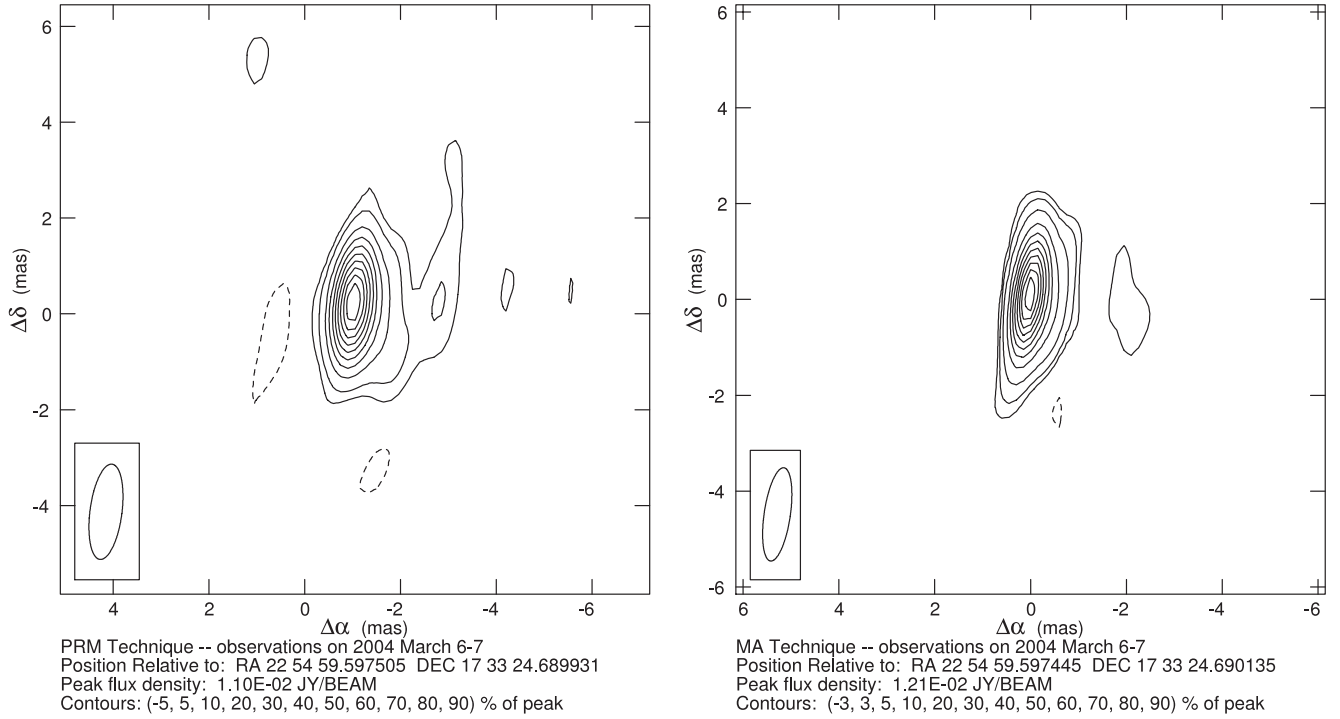 6
4
2
0
-2
-4
Δδ (mas)
4
2
0
-2
-4
-6
Δα (mas)
PRM Technique -- observations on 2004 March 6-7
Position Relative to: RA 22 54 59.597505 DEC 17 33 24.689931
Peak flux density: 1.10E-02 JY/BEAM
Contours: (-5, 5, 10, 20, 30, 40, 50, 60, 70, 80, 90) % of peak
6
4
2
0
-2
-4
-6
Δδ (mas)
6
4
2
0
-2
-4
-6
Δα (mas)
MA Technique -- observations on 2004 March 6-7
Position Relative to: RA 22 54 59.597445 DEC 17 33 24.690135
Peak flux density: 1.21E-02 JY/BEAM
Contours: (-3, 3, 5, 10, 20, 30, 40, 50, 60, 70, 80, 90) % of peak